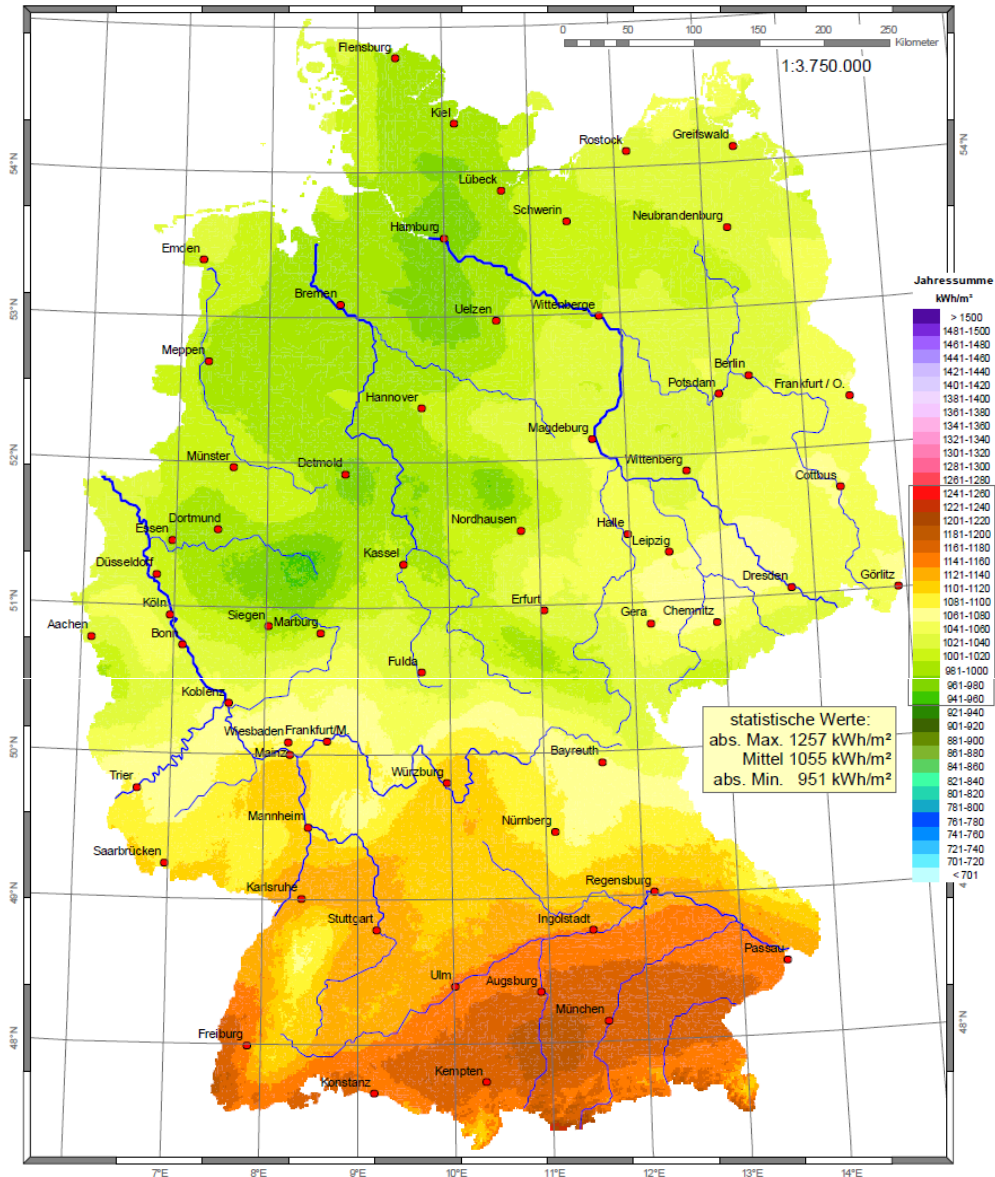 0 50 100 150 200 250
Kilometer
1:3.750.000
Flensburg
Kiel
Rostock
Greifswald
54°N
54°N
Lübeck
Schwerin
Neubrandenburg
Hamburg
Emden
Bremen
Uelzen
Wittenberge
53°N
Meppen
Berlin
Hannover
Potsdam
Frankfurt / O.
Magdeburg
52°N
Münster
Detmold
Wittenberg
Cottbus
Dortmund
Essen
Nordhausen
Halle
Leipzig
Düsseldorf
Kassel
Dresden
Görlitz
51°N
Köln
Erfurt
Gera
Chemnitz
Aachen
Siegen
Marburg
Bonn
Fulda
Koblenz
Wiesbaden
Frankfurt/M.
50°N
Mainz
Bayreuth
Trier
Würzburg
Mannheim
Nürnberg
Saarbrücken
Karlsruhe
Regensburg
49°N
Stuttgart
Ingolstadt
Passau
Ulm
Augsburg
München
48°N
48°N
Freiburg
Kempten
Konstanz
7°E 8°E 9°E 10°E 11°E 12°E 13°E 14°E
Jahressumme
kWh/m²
> 1500
1481-1500
1461-1480
1441-1460
1421-1440
1401-1420
1381-1400
1361-1380
1341-1360
1321-1340
1301-1320
1281-1300
1261-1280
1241-1260
1221-1240
1201-1220
1181-1200
1161-1180
1141-1160
1121-1140
1101-1120
1081-1100
1061-1080
1041-1060
1021-1040
1001-1020
981-1000
961-980
941-960
921-940
901-920
881-900
861-880
841-860
821-840
801-820
781-800
761-780
741-760
721-740
701-720
< 701
statistische Werte:
abs. Max. 1257 kWh/m²
Mittel 1055 kWh/m²
abs. Min. 951 kWh/m²